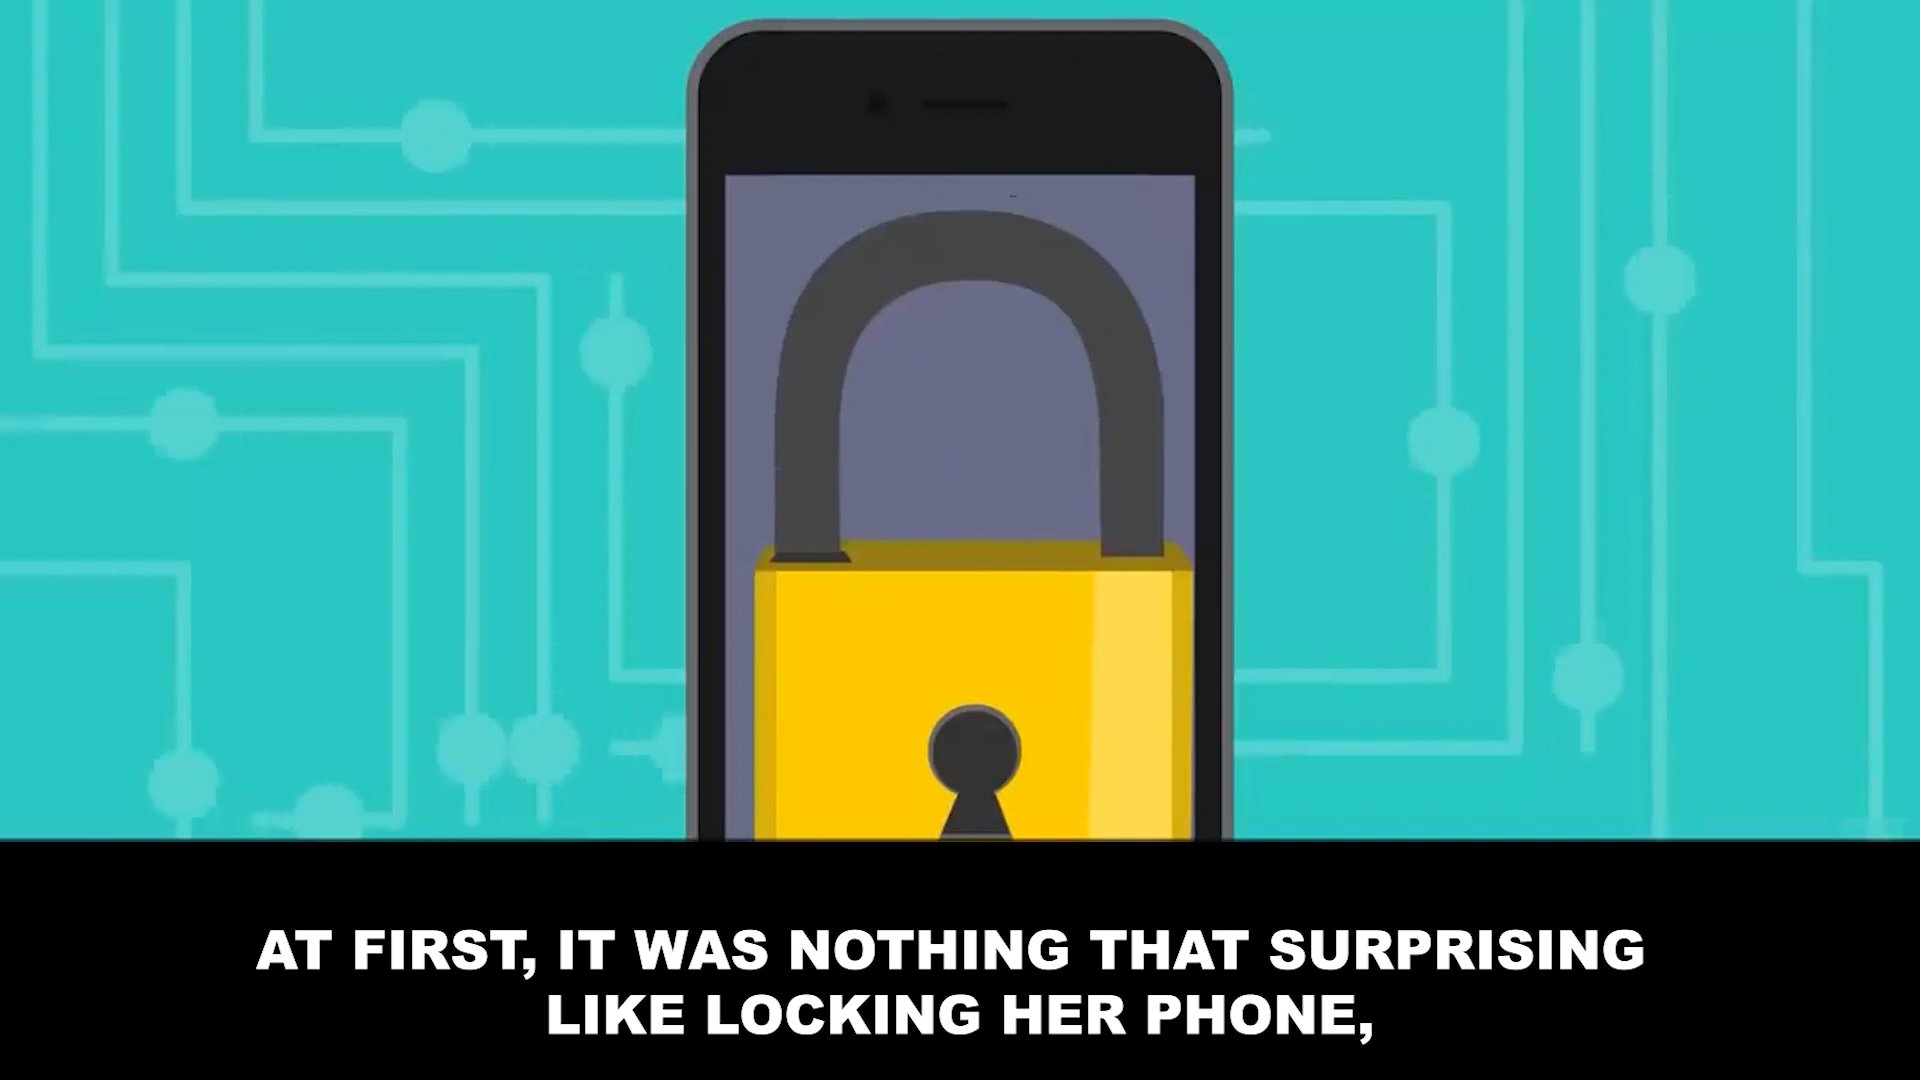 AT FIRST, IT WAS NOTHING THAT SURPRISING
LIKE LOCKING HER PHONE,